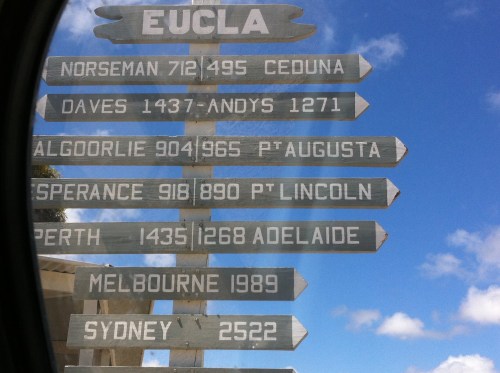 EUCLA
NORSEMAN 712 495 CEDUNA
DAVES 1437-ANDYS 1271
ALGOORLIE 904 965 PT AUGUSTA
ESPERANCE 918 890 PT LINCOLN
PERTH 1435 1268 ADELAIDE
MELBOURNE 1989
SYDNEY 2522